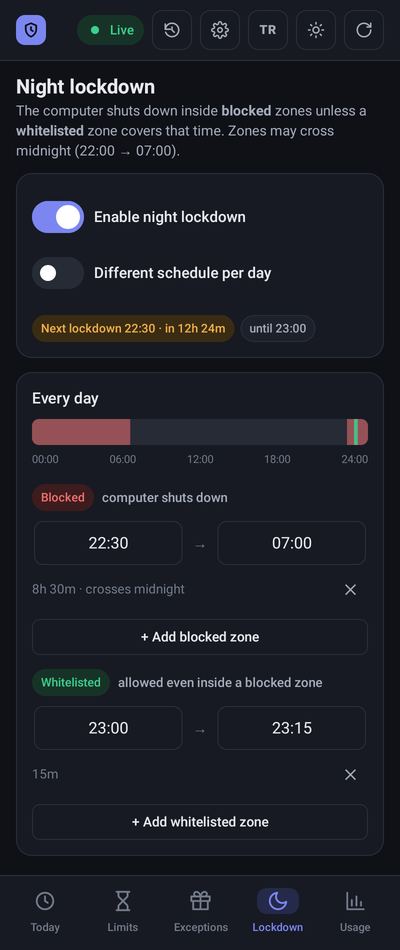 Live
TR
Night lockdown
The computer shuts down inside blocked zones unless a
whitelisted zone covers that time. Zones may cross
midnight (22:00 → 07:00).
Enable night lockdown
Different schedule per day
Next lockdown 22:30 · in 12h 24m until 23:00
Every day
00:00 06:00 12:00 18:00 24:00
Blocked computer shuts down
22:30 → 07:00
8h 30m · crosses midnight
+ Add blocked zone
Whitelisted allowed even inside a blocked zone
23:00 → 23:15
15m
+ Add whitelisted zone
Today Limits Exceptions Lockdown Usage